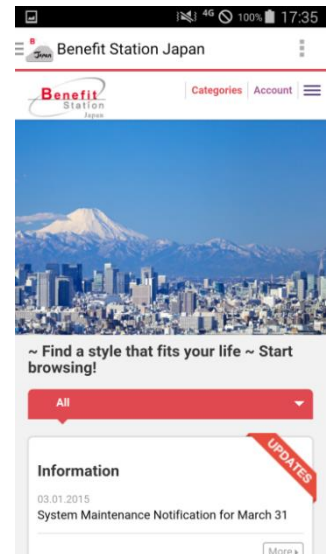 4G 100% 17:35
B
Japan
Benefit Station Japan
Benefit
Station
Japan
Categories Account
~ Find a style that fits your life ~ Start
browsing!
All
UPDATES
Information
03.01.2015
System Maintenance Notification for March 31
More